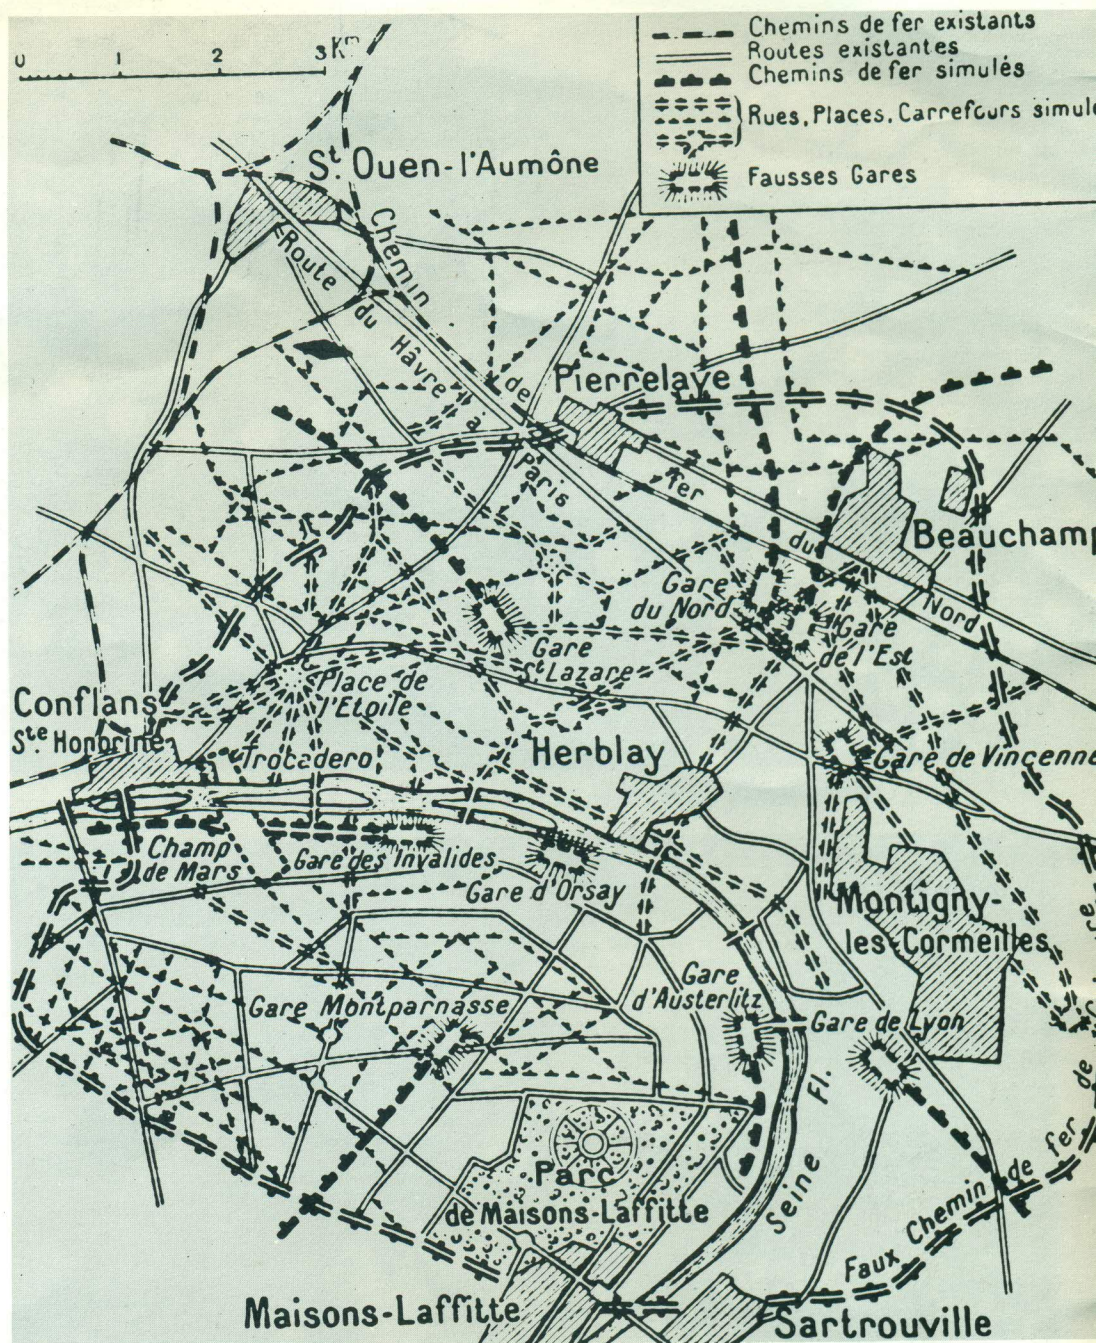 0 1 2 3 Km
Chemins de fer existants
Routes existantes
Chemins de fer simulés
Rues, Places, Carrefours simulé
Fausses Gares
St. Ouen-l'Aumône
Chemin
de
fer
du
Nord
Route
du
Hâvre
à
Paris
Pierrelaye
Beauchamp
Gare
du Nord
Gare
de l'Est
Gare
St Lazare
Place de
l'Etoile
Conflans
Ste. Honorine
Trocadero
Herblay
Gare de Vincenne
Champ
de Mars
Gare des Invalides
Gare d'Orsay
Montigny-
les-Cormeilles
Gare
d'Austerlitz
Gare Montparnasse
Gare de Lyon
Seine Fl.
Parc
de Maisons-Laffitte
Faux Chemin de fer de
Maisons-Laffitte
Sartrouville